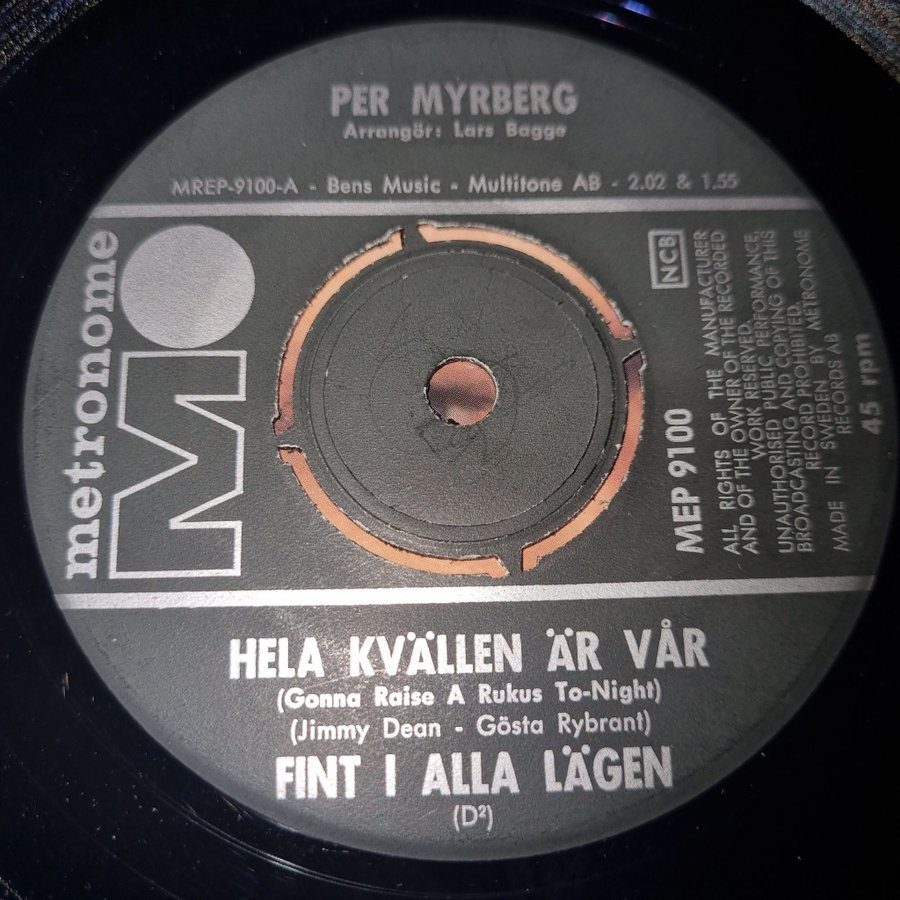 PER MYRBERG
Arrangör: Lars Bagge
MREP-9100-A - Bens Music - Multitone AB - 2.02 & 1.55
metronome
M
NCB
MEP 9100
ALL RIGHTS OF THE MANUFACTURER
AND OF THE OWNER OF THE RECORDED
WORK RESERVED.
UNAUTHORISED PUBLIC PERFORMANCE,
BROADCASTING AND COPYING OF THIS
RECORD PROHIBITED.
MADE IN SWEDEN BY METRONOME
RECORDS AB
45 rpm
HELA KVÄLLEN ÄR VÅR
(Gonna Raise A Rukus To-Night)
(Jimmy Dean - Gösta Rybrant)
FINT I ALLA LÄGEN
(D²)